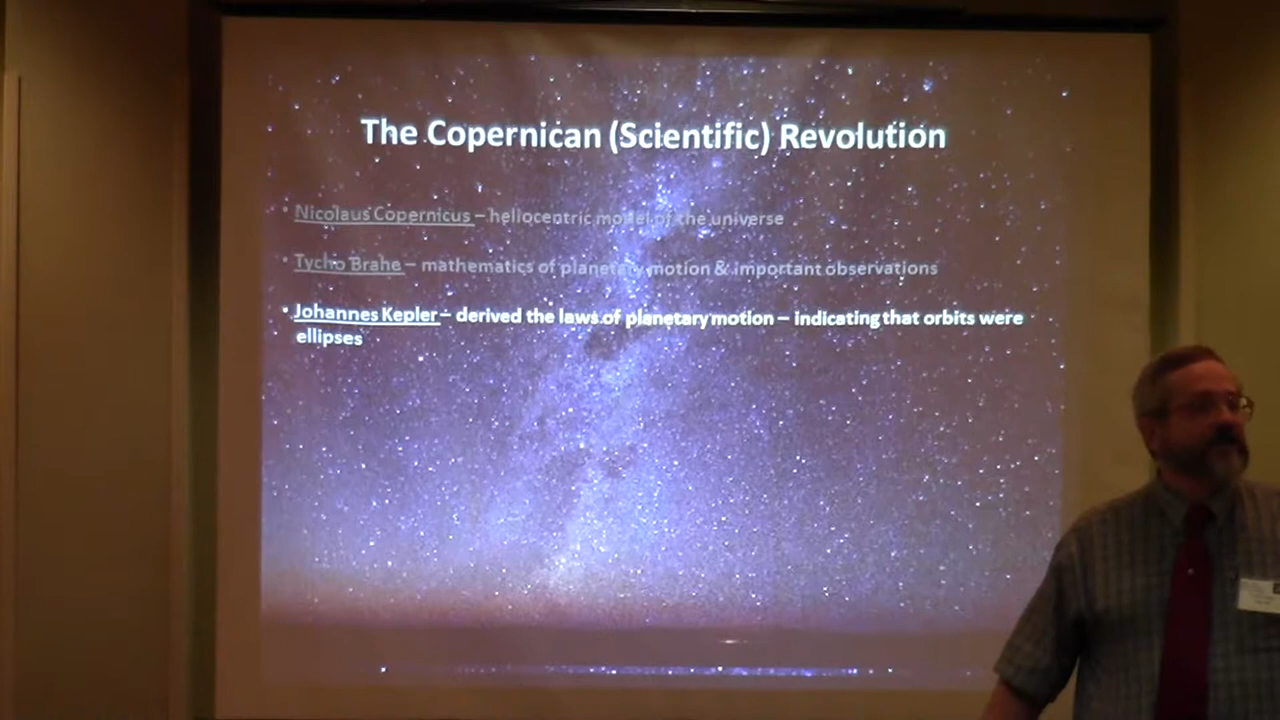 The Copernican (Scientific) Revolution
• Nicolaus Copernicus – heliocentric model of the universe
• Tycho Brahe – mathematics of planetary motion & important observations
• Johannes Kepler – derived the laws of planetary motion – indicating that orbits were
ellipses